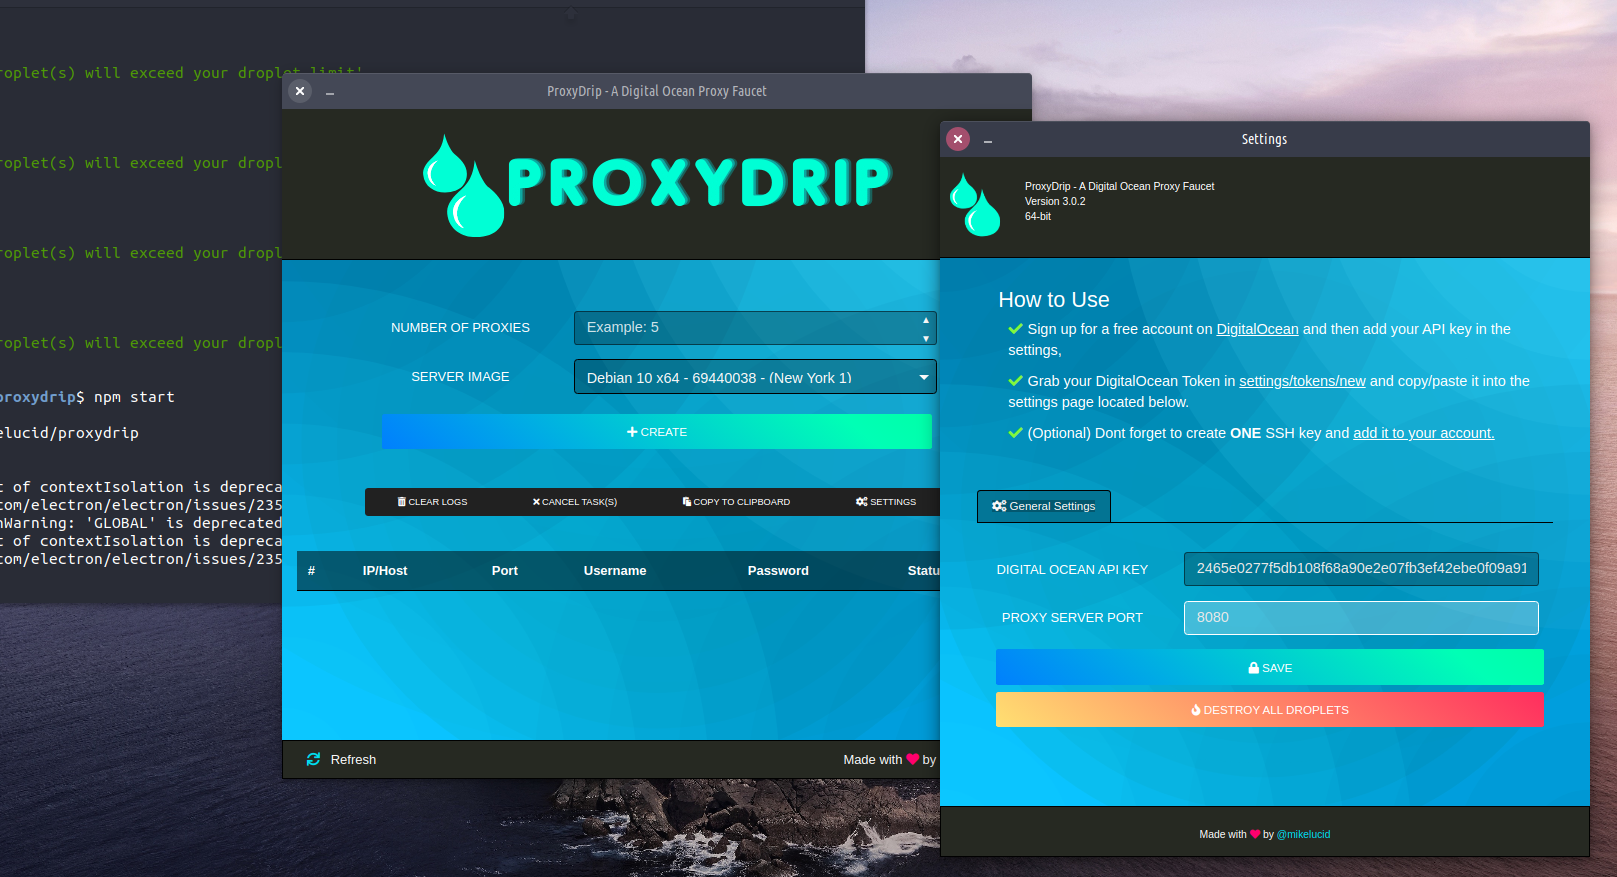 roplet(s) will exceed your droplet limit'
roplet(s) will exceed your dropl
roplet(s) will exceed your dropl
roplet(s) will exceed your dropl
proxydrip$ npm start
elucid/proxydrip
t of contextIsolation is depreca
com/electron/electron/issues/235
nWarning: 'GLOBAL' is deprecated
t of contextIsolation is depreca
com/electron/electron/issues/235
ProxyDrip - A Digital Ocean Proxy Faucet
PROXYDRIP
NUMBER OF PROXIES
Example: 5
SERVER IMAGE
Debian 10 x64 - 69440038 - (New York 1)
CREATE
CLEAR LOGS CANCEL TASK(S) COPY TO CLIPBOARD SETTINGS
# IP/Host Port Username Password Statu
Refresh
Made with by
Settings
ProxyDrip - A Digital Ocean Proxy Faucet
Version 3.0.2
64-bit
How to Use
Sign up for a free account on DigitalOcean and then add your API key in the
settings,
Grab your DigitalOcean Token in settings/tokens/new and copy/paste it into the
settings page located below.
(Optional) Dont forget to create ONE SSH key and add it to your account.
General Settings
DIGITAL OCEAN API KEY
2465e0277f5db108f68a90e2e07fb3ef42ebe0f09a91
PROXY SERVER PORT
8080
SAVE
DESTROY ALL DROPLETS
Made with by @mikelucid